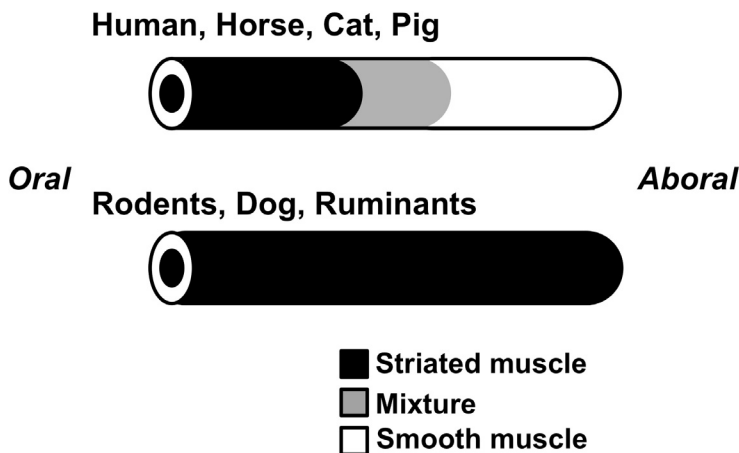 Human, Horse, Cat, Pig
Oral
Aboral
Rodents, Dog, Ruminants
Striated muscle
Mixture
Smooth muscle